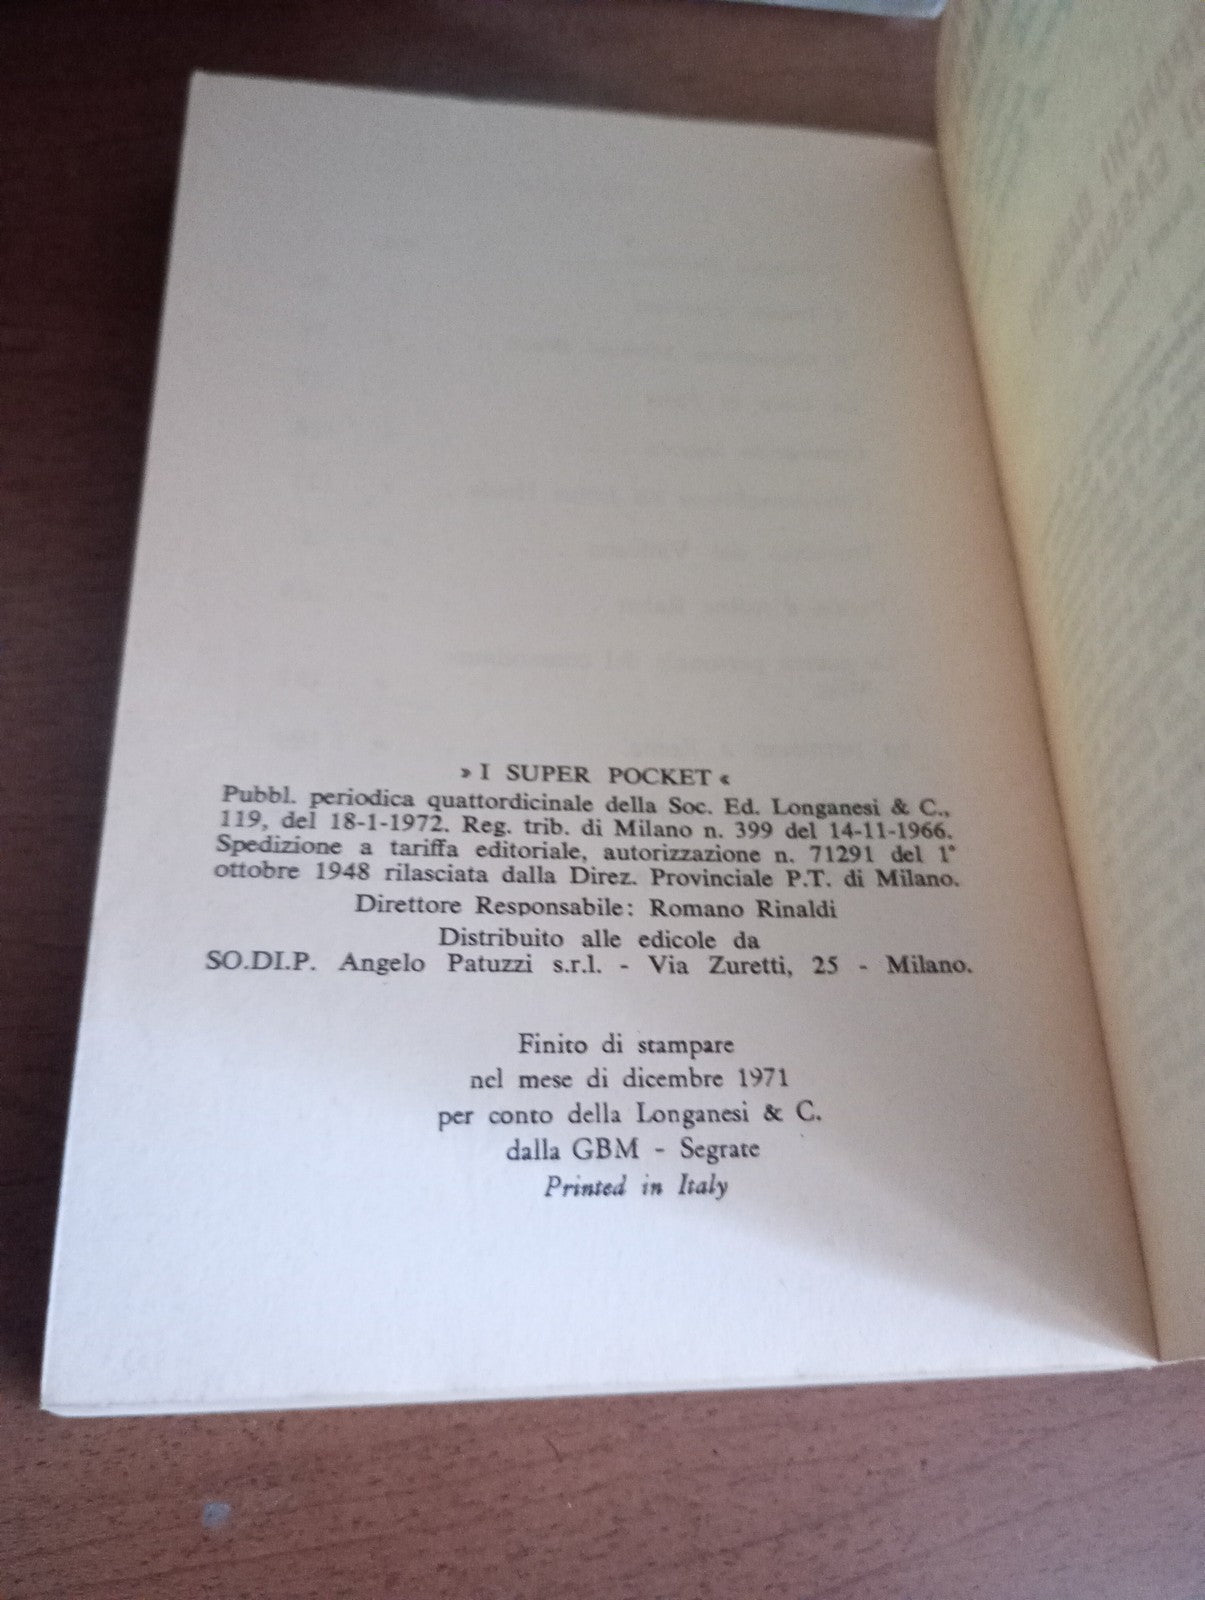 » I SUPER POCKET «
Pubbl. periodica quattordicinale della Soc. Ed. Longanesi & C.,
119, del 18-1-1972. Reg. trib. di Milano n. 399 del 14-11-1966.
Spedizione a tariffa editoriale, autorizzazione n. 71291 del 1°
ottobre 1948 rilasciata dalla Direz. Provinciale P.T. di Milano.
Direttore Responsabile: Romano Rinaldi
Distribuito alle edicole da
SO.DI.P. Angelo Patuzzi s.r.l. - Via Zuretti, 25 - Milano.
Finito di stampare
nel mese di dicembre 1971
per conto della Longanesi & C.
dalla GBM - Segrate
Printed in Italy